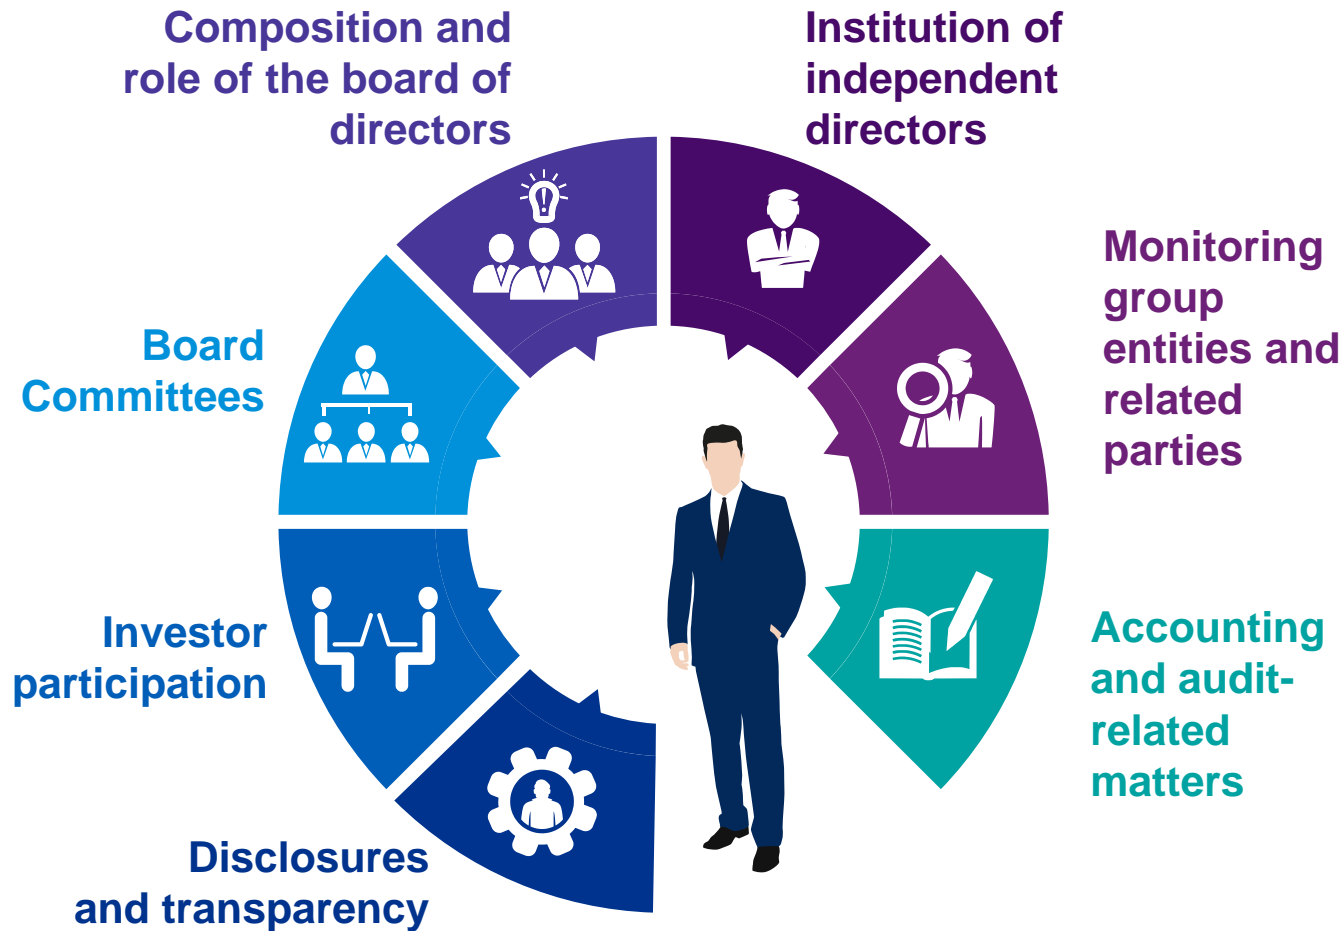 Composition and
role of the board of
directors
Institution of
independent
directors
Monitoring
group
entities and
related
parties
Board
Committees
Investor
participation
Accounting
and audit-
related
matters
Disclosures
and transparency